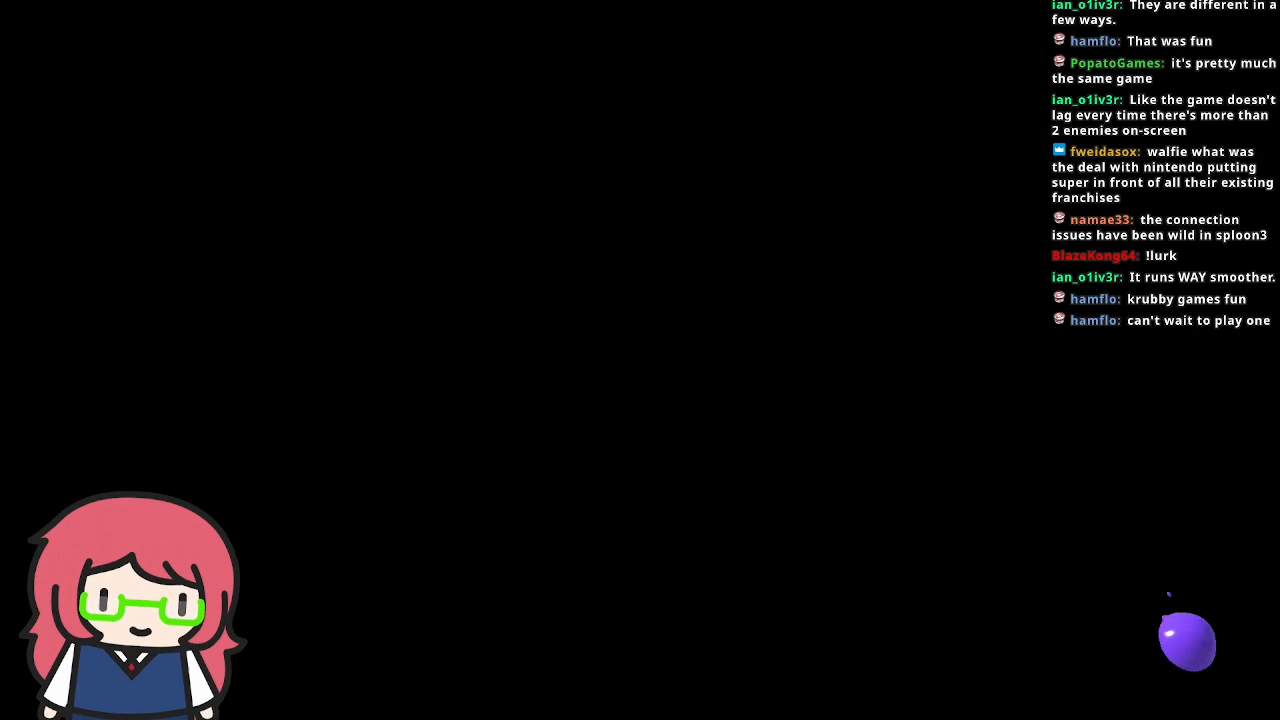 ian_o1iv3r: They are different in a
few ways.
hamflo: That was fun
PopatoGames: it's pretty much
the same game
ian_o1iv3r: Like the game doesn't
lag every time there's more than
2 enemies on-screen
fweidasox: walfie what was
the deal with nintendo putting
super in front of all their existing
franchises
namae33: the connection
issues have been wild in sploon3
BlazeKong64: !lurk
ian_o1iv3r: It runs WAY smoother.
hamflo: krubby games fun
hamflo: can't wait to play one